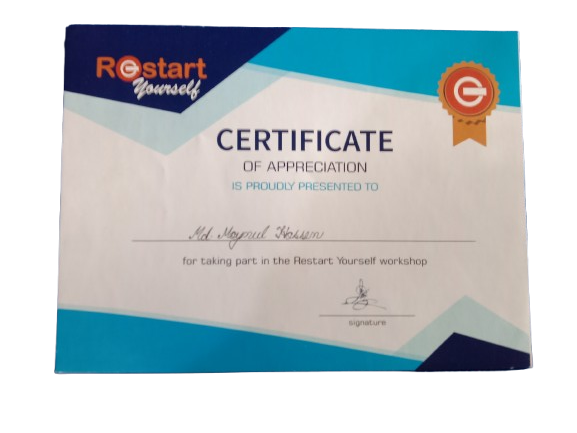 Restart
Yourself
CERTIFICATE
OF APPRECIATION
IS PROUDLY PRESENTED TO
Md. Moynul Hassen
for taking part in the Restart Yourself workshop
signature